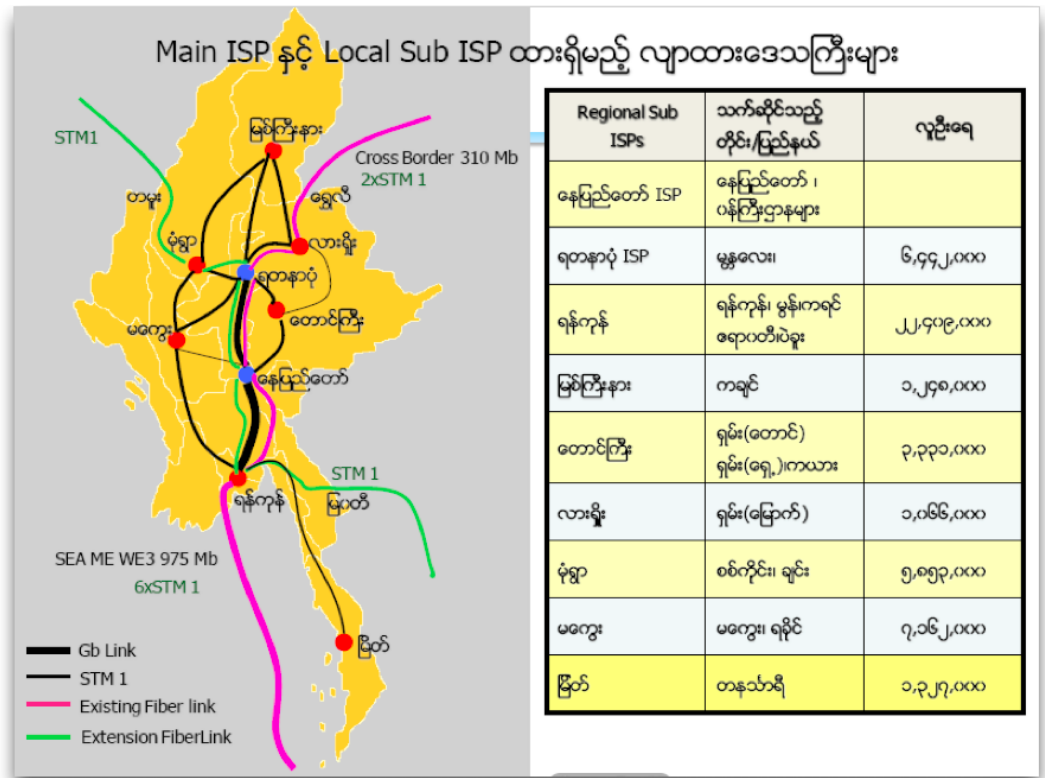 Main ISP နှင့် Local Sub ISP ထားရှိမည့် လျာထားဒေသကြီးများ
STM1
မြစ်ကြီးနား
Cross Border 310 Mb
2xSTM 1
တမူး
ရွှေလီ
မုံရွာ
လားရှိုး
ရတနာပုံ
တောင်ကြီး
မကွေး
နေပြည်တော်
STM 1
ရန်ကုန်
မြဝတီ
SEA ME WE3 975 Mb
6xSTM 1
မြိတ်
Gb Link
STM 1
Existing Fiber link
Extension FiberLink
Regional Sub ISPs သက်ဆိုင်သည့် တိုင်း/ပြည်နယ် လူဦးရေ
နေပြည်တော် ISP နေပြည်တော် ၊ ဝန်ကြီးဌာနများ
ရတနာပုံ ISP မန္တလေး၊ ၆,၄၄၂,၀၀၀
ရန်ကုန် ရန်ကုန်၊ မွန်၊ကရင် ဧရာဝတီ၊ပဲခူး ၂၂,၄၀၉,၀၀၀
မြစ်ကြီးနား ကချင် ၁,၂၄၈,၀၀၀
တောင်ကြီး ရှမ်း(တောင်) ရှမ်း(ရှေ့)၊ကယား ၃,၃၃၁,၀၀၀
လားရှိုး ရှမ်း(မြောက်) ၁,၀၆၆,၀၀၀
မုံရွာ စစ်ကိုင်း၊ ချင်း ၅,၈၅၃,၀၀၀
မကွေး မကွေး၊ ရခိုင် ၇,၁၆၂,၀၀၀
မြိတ် တနင်္သာရီ ၁,၃၂၇,၀၀၀